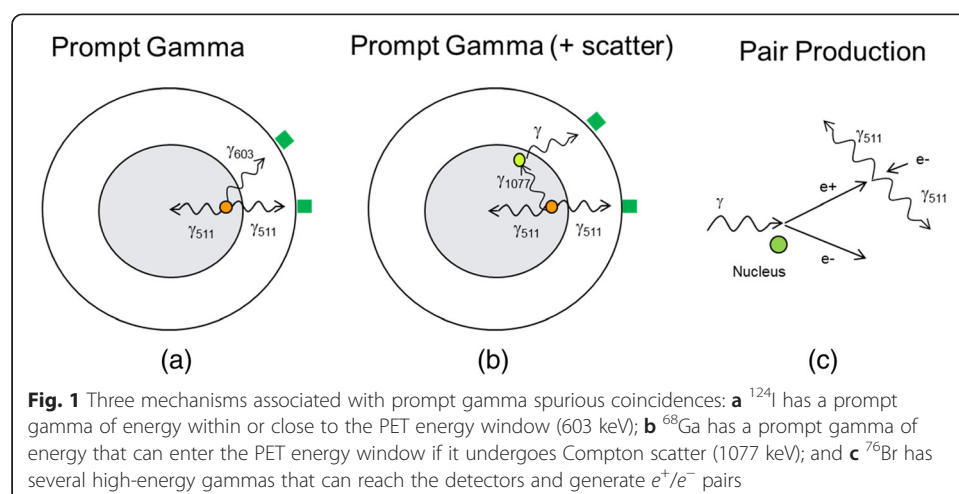 Prompt Gamma
Prompt Gamma (+ scatter)
Pair Production
γ603
γ511
γ511
γ
γ1077
γ511
γ511
γ511
e-
e+
γ511
γ
e-
Nucleus
(a)
(b)
(c)
Fig. 1 Three mechanisms associated with prompt gamma spurious coincidences: a ¹²⁴I has a prompt
gamma of energy within or close to the PET energy window (603 keV); b ⁶⁸Ga has a prompt gamma of
energy that can enter the PET energy window if it undergoes Compton scatter (1077 keV); and c ⁷⁶Br has
several high-energy gammas that can reach the detectors and generate e⁺/e⁻ pairs